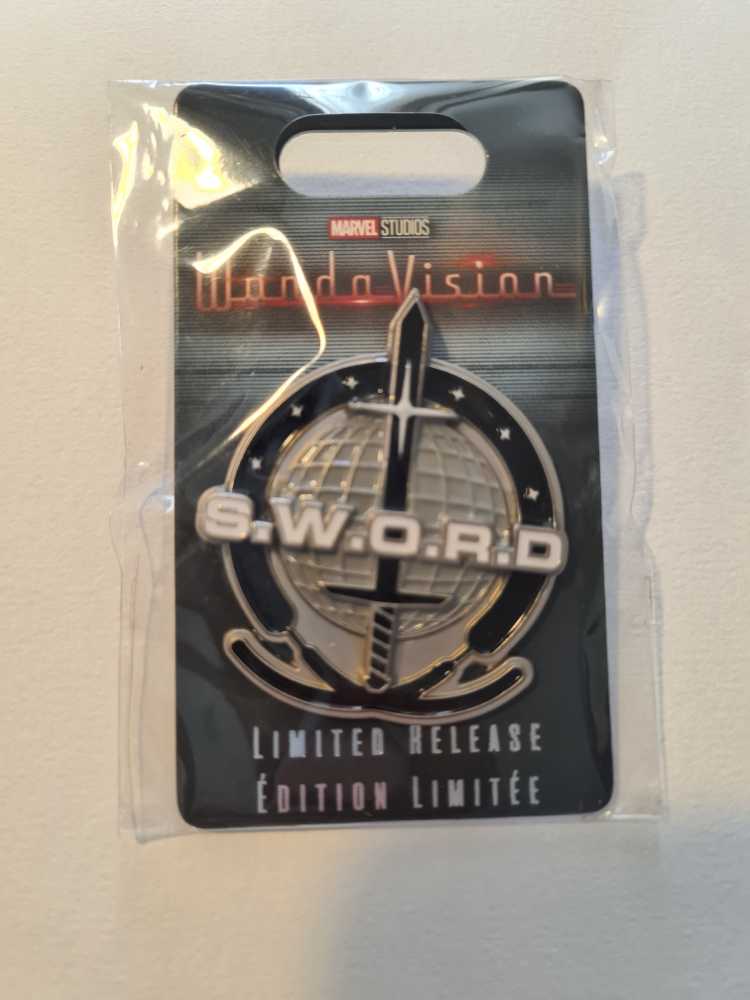 MARVEL STUDIOS
WandaVision
S.W.O.R.D
LIMITED RELEASE
ÉDITION LIMITÉE